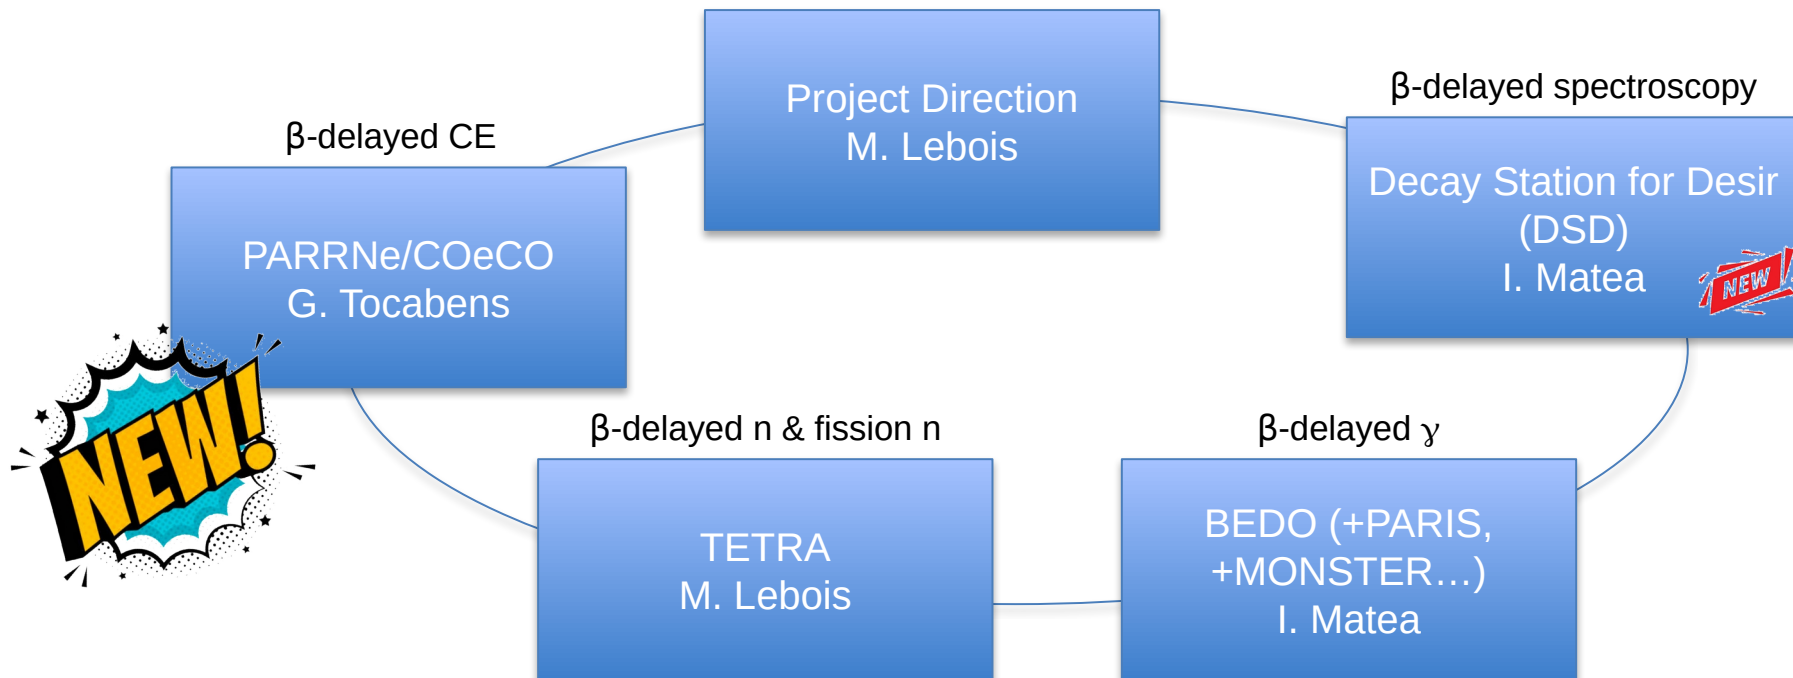 Project Direction
M. Lebois
β-delayed spectroscopy
Decay Station for Desir
(DSD)
I. Matea
NEW
β-delayed CE
PARRNe/COeCO
G. Tocabens
NEW!
β-delayed n & fission n
TETRA
M. Lebois
β-delayed γ
BEDO (+PARIS,
+MONSTER…)
I. Matea